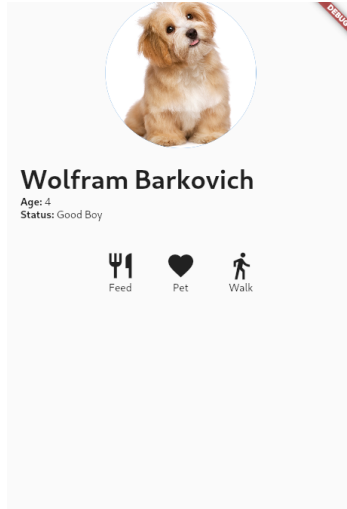 DEBUG
Wolfram Barkovich
Age: 4
Status: Good Boy
Feed Pet Walk